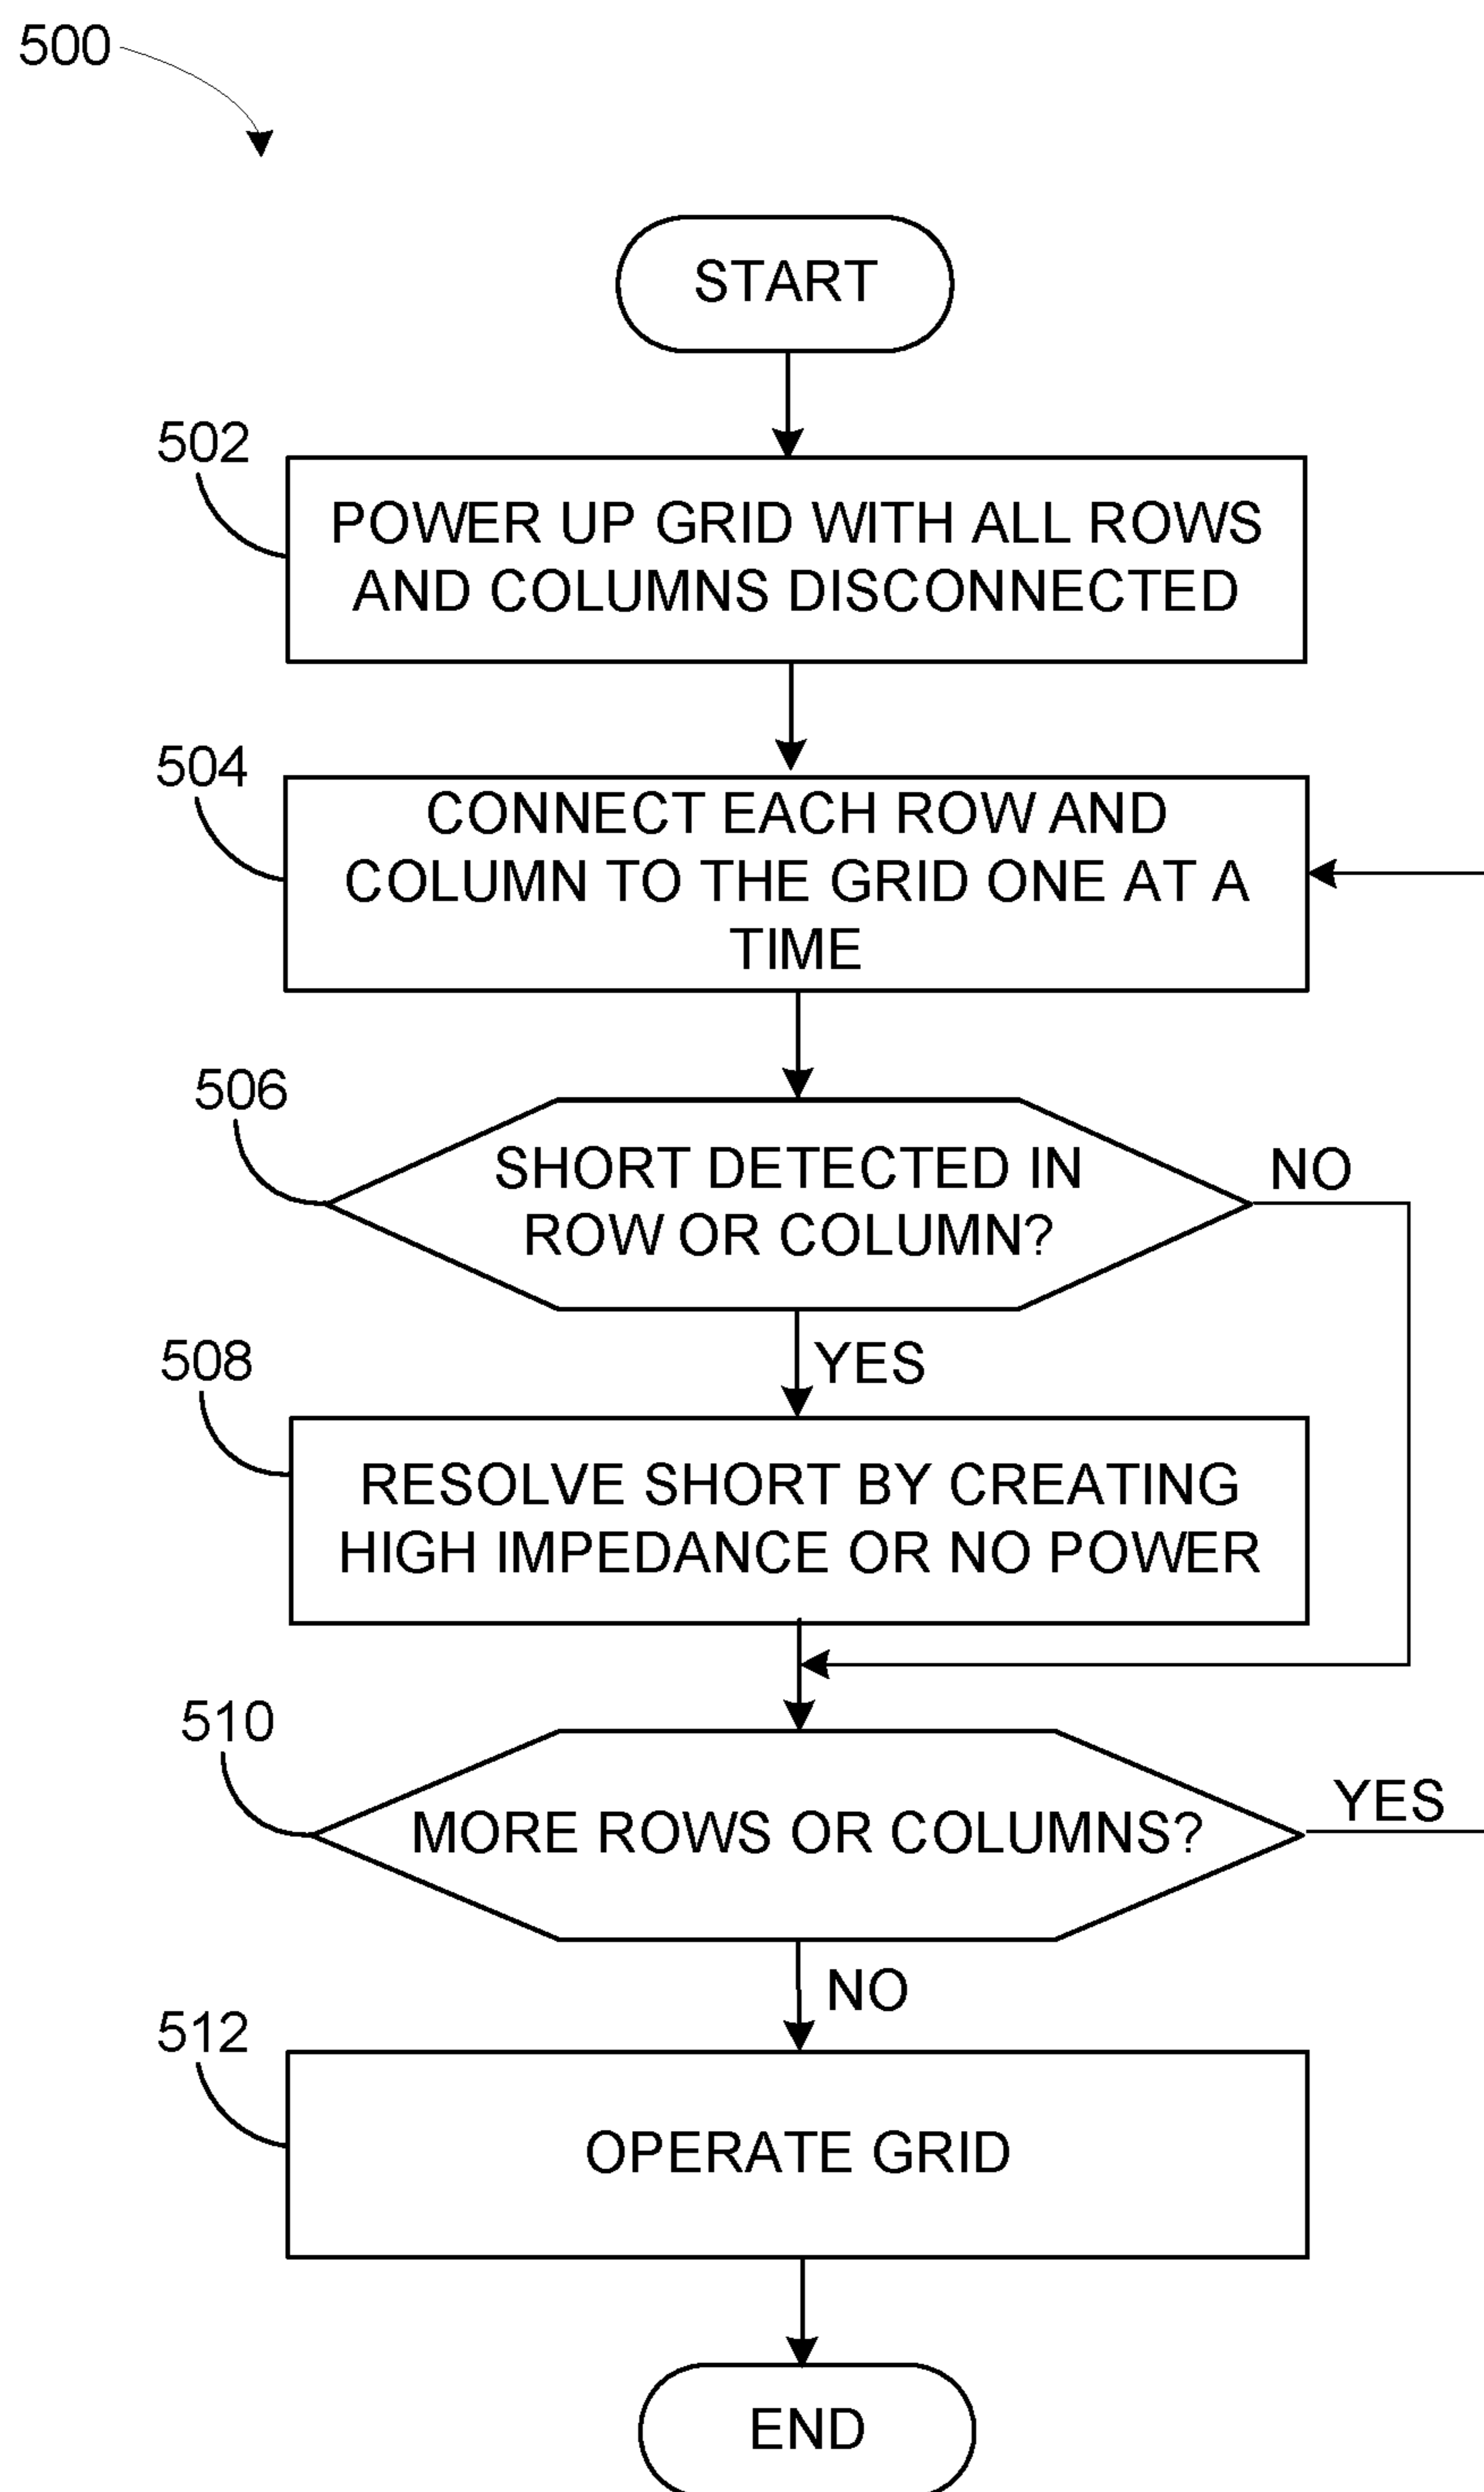 500
START
502
POWER UP GRID WITH ALL ROWS
AND COLUMNS DISCONNECTED
504
CONNECT EACH ROW AND
COLUMN TO THE GRID ONE AT A
TIME
506
SHORT DETECTED IN
ROW OR COLUMN?
NO
YES
508
RESOLVE SHORT BY CREATING
HIGH IMPEDANCE OR NO POWER
510
MORE ROWS OR COLUMNS?
YES
NO
512
OPERATE GRID
END